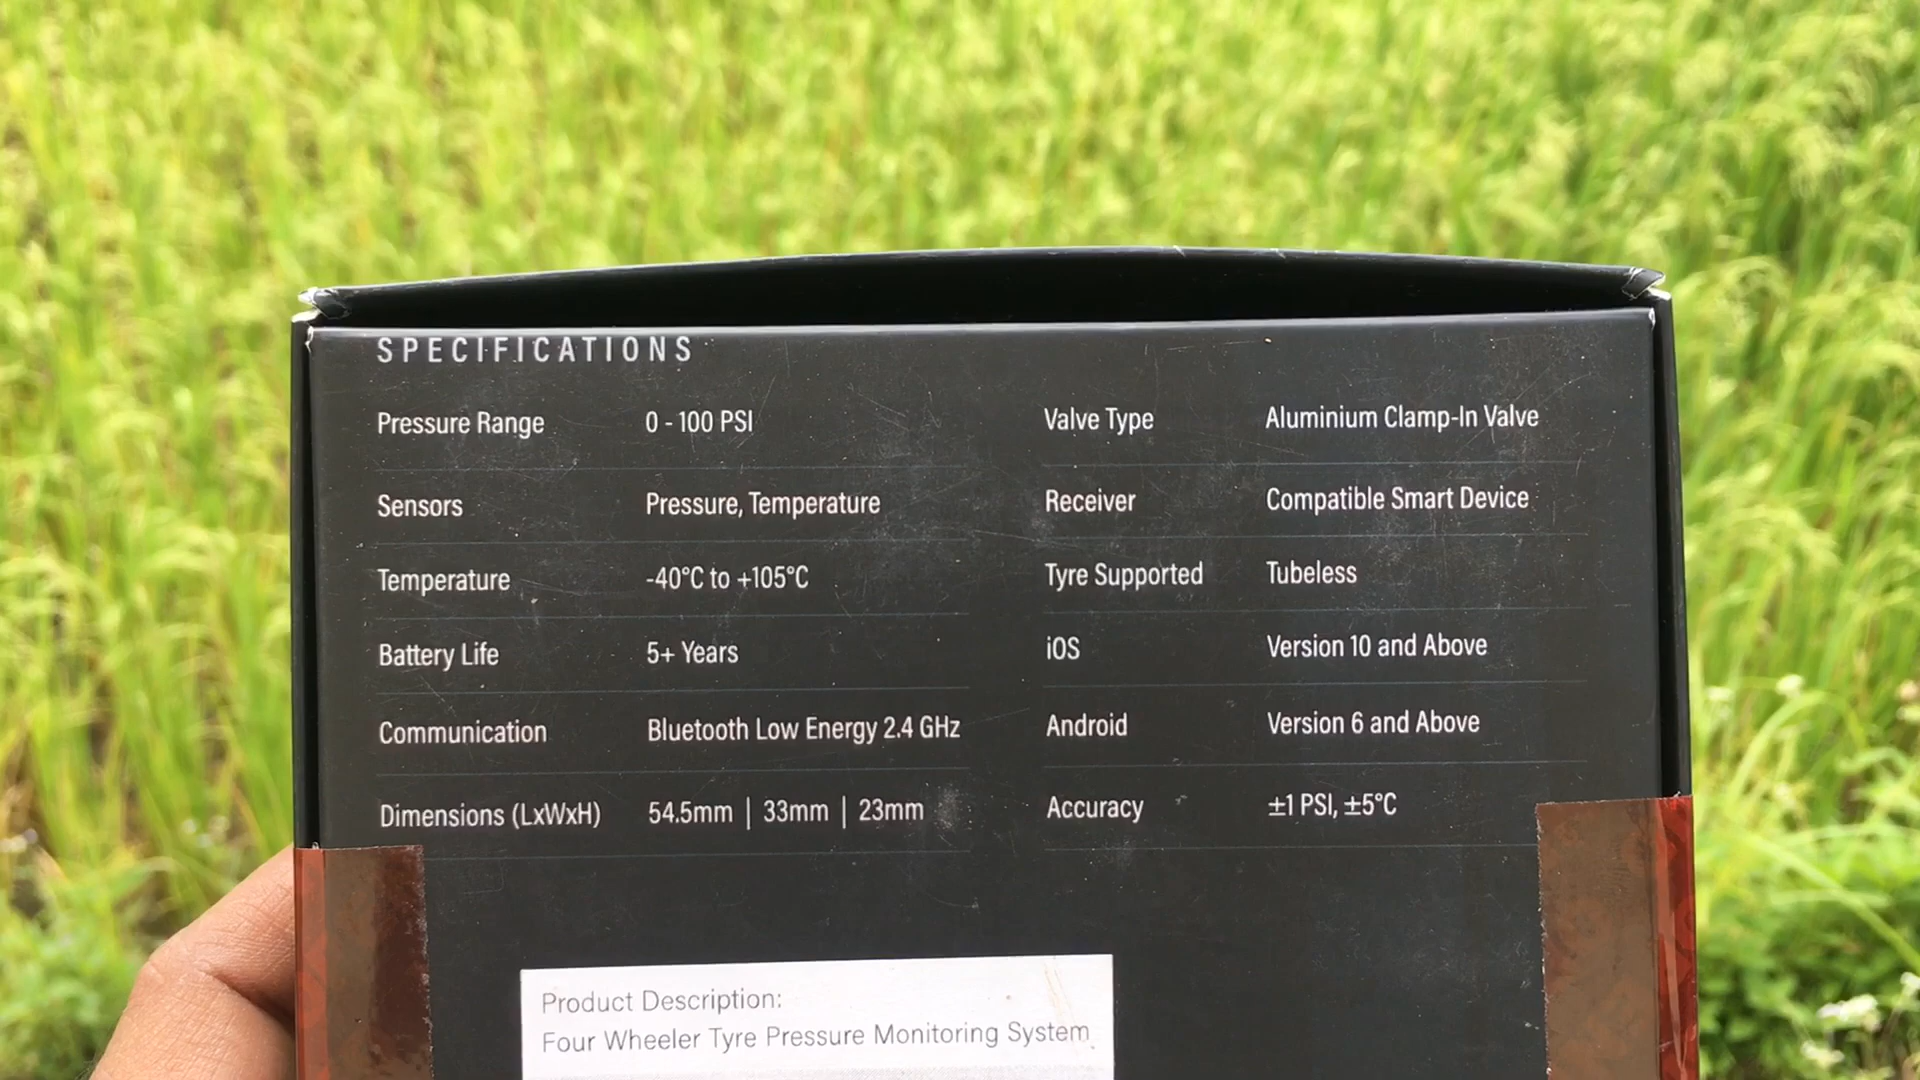 SPECIFICATIONS
Pressure Range 0 - 100 PSI
Sensors Pressure, Temperature
Temperature -40°C to +105°C
Battery Life 5+ Years
Communication Bluetooth Low Energy 2.4 GHz
Dimensions (LxWxH) 54.5mm | 33mm | 23mm
Valve Type Aluminium Clamp-In Valve
Receiver Compatible Smart Device
Tyre Supported Tubeless
iOS Version 10 and Above
Android Version 6 and Above
Accuracy ±1 PSI, ±5°C
Product Description:
Four Wheeler Tyre Pressure Monitoring System